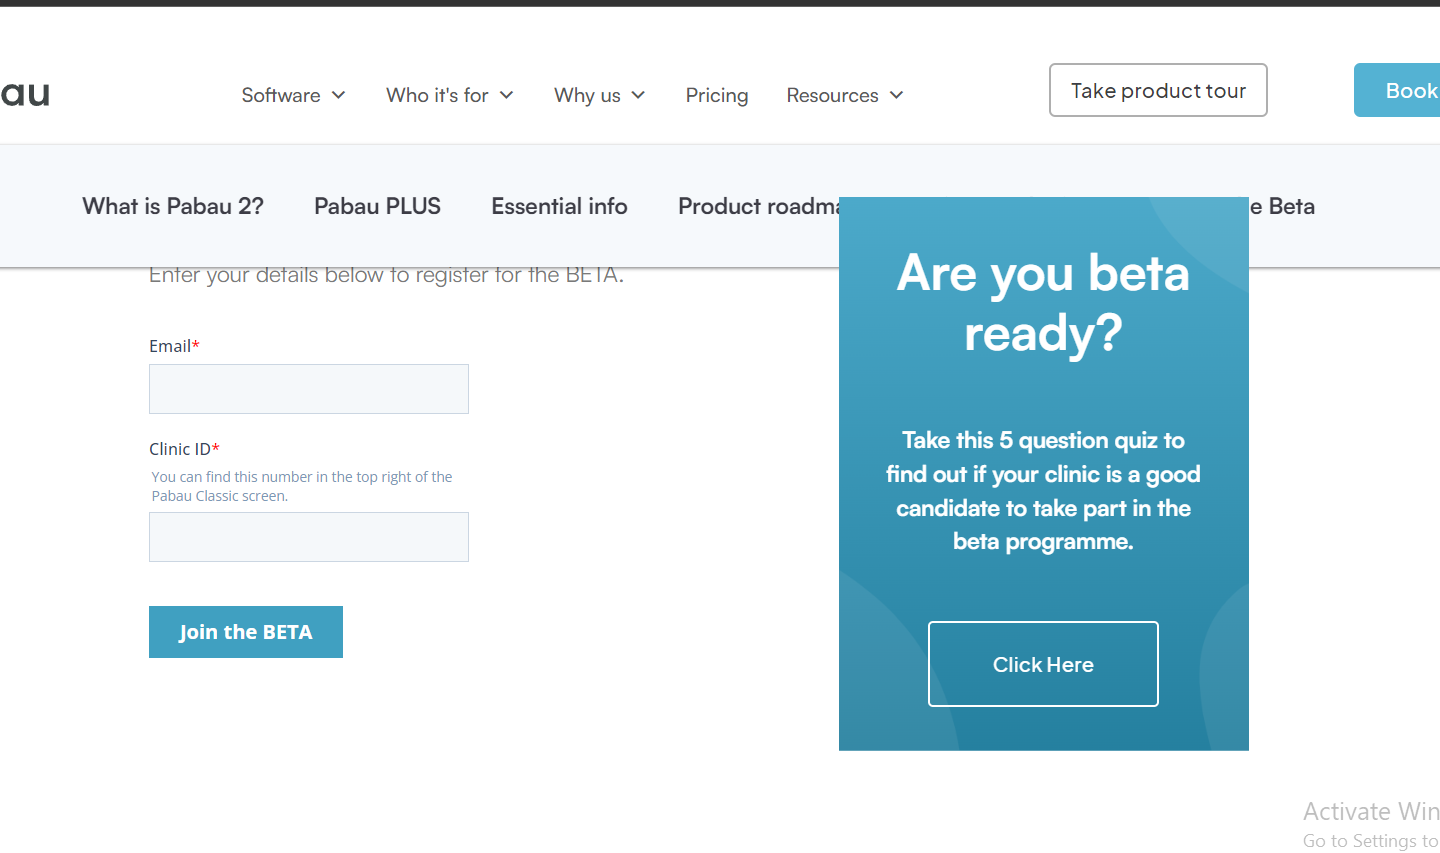 au
Software
Who it's for
Why us
Pricing
Resources
Take product tour
Book
What is Pabau 2?
Pabau PLUS
Essential info
Product roadma
e Beta
Enter your details below to register for the BETA.
Email*
Clinic ID*
You can find this number in the top right of the
Pabau Classic screen.
Join the BETA
Are you beta
ready?
Take this 5 question quiz to
find out if your clinic is a good
candidate to take part in the
beta programme.
Click Here
Activate Win
Go to Settings to